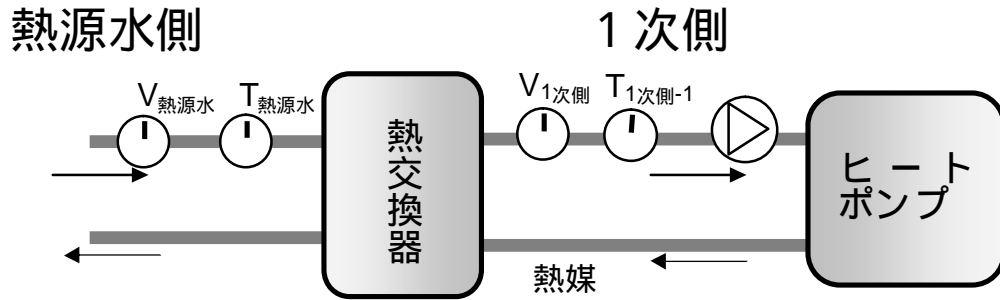 熱源水側
1次側
V熱源水
T熱源水
V1次側
T1次側-1
熱交換器
ヒート
ポンプ
熱媒